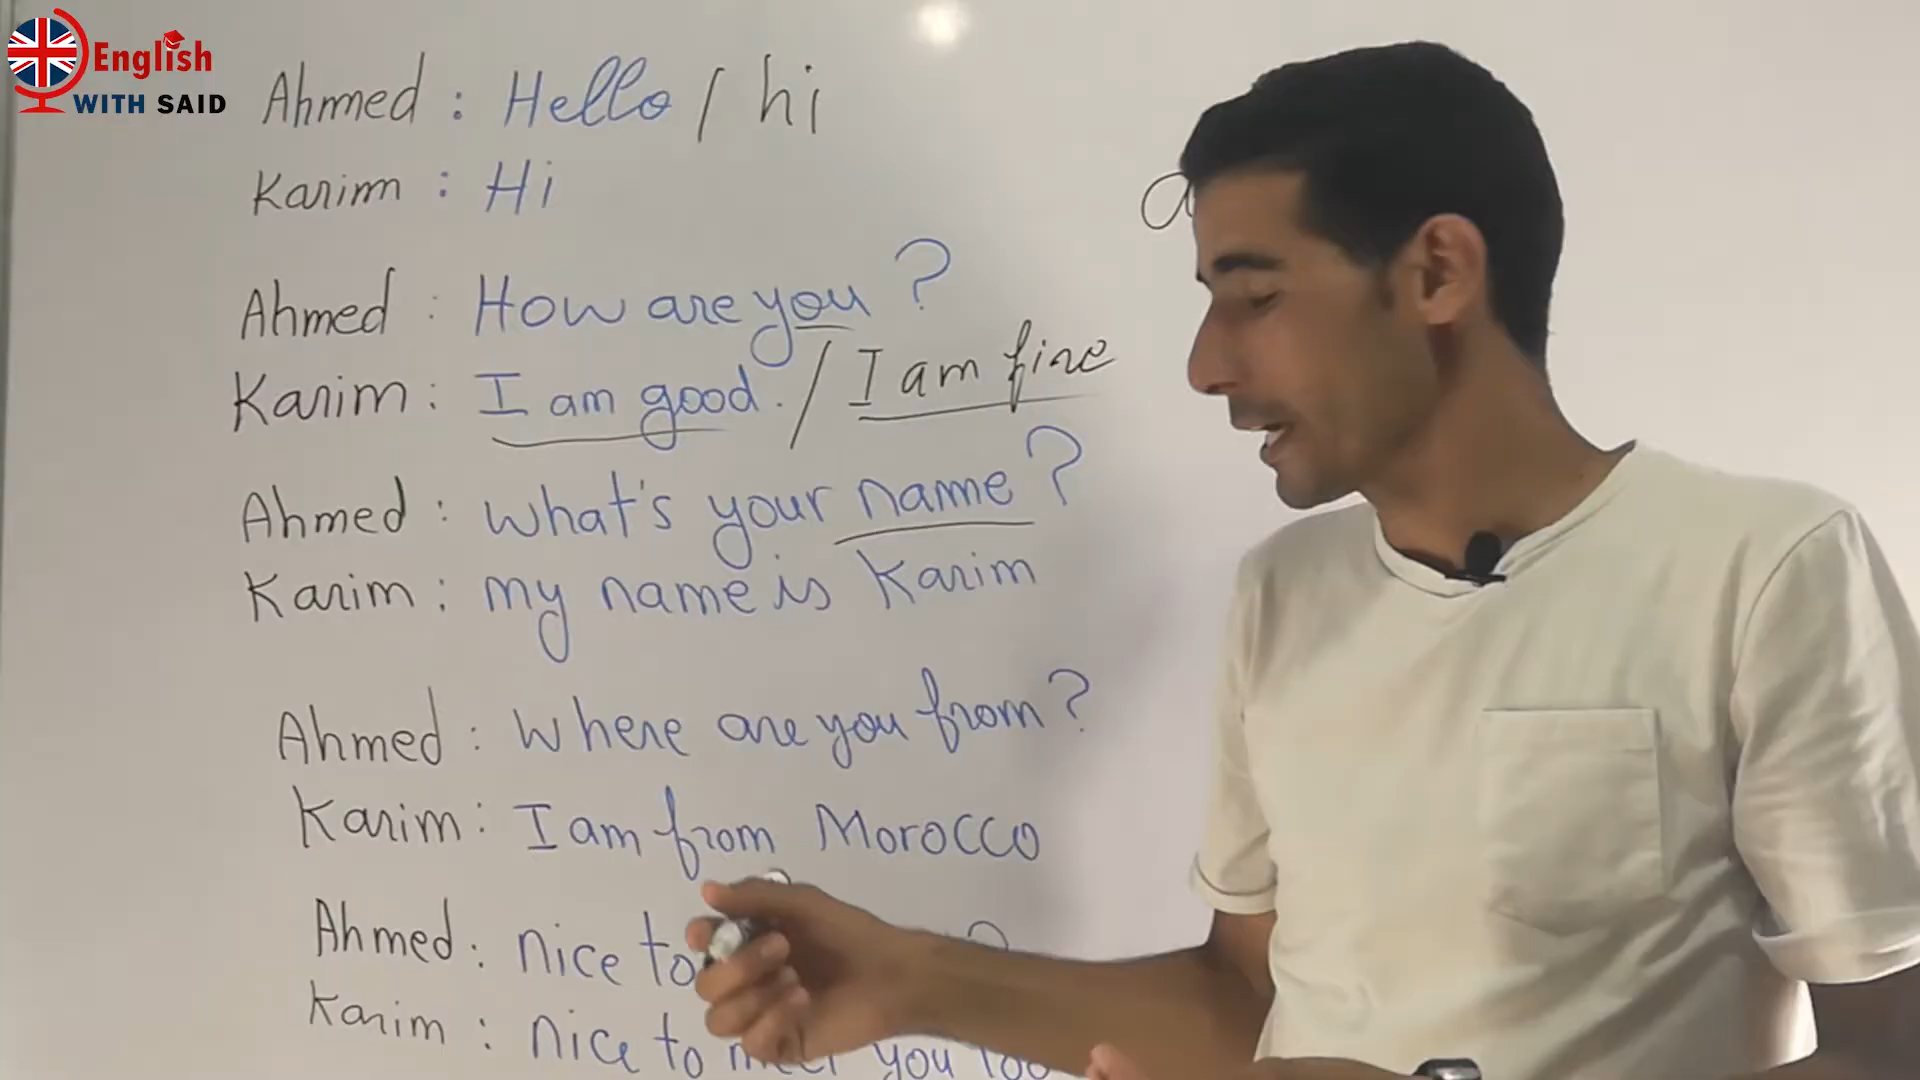 English
WITH SAID
Ahmed : Hello / hi
Karim : Hi
Ahmed : How are you ?
Karim : I am good . / I am fine
Ahmed : what's your name ?
Karim : my name is Karim
Ahmed : where are you from ?
Karim : I am from Morocco
Ahmed : nice to
Karim : nice to meet you too